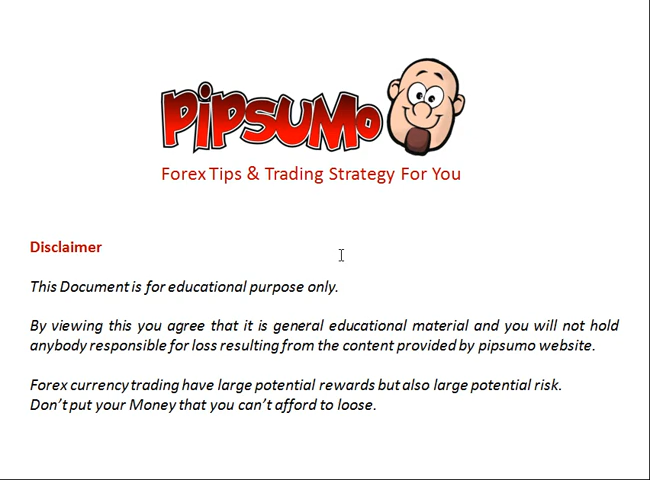 PiPSUMo
Forex Tips & Trading Strategy For You
Disclaimer
This Document is for educational purpose only.
By viewing this you agree that it is general educational material and you will not hold
anybody responsible for loss resulting from the content provided by pipsumo website.
Forex currency trading have large potential rewards but also large potential risk.
Don’t put your Money that you can’t afford to loose.